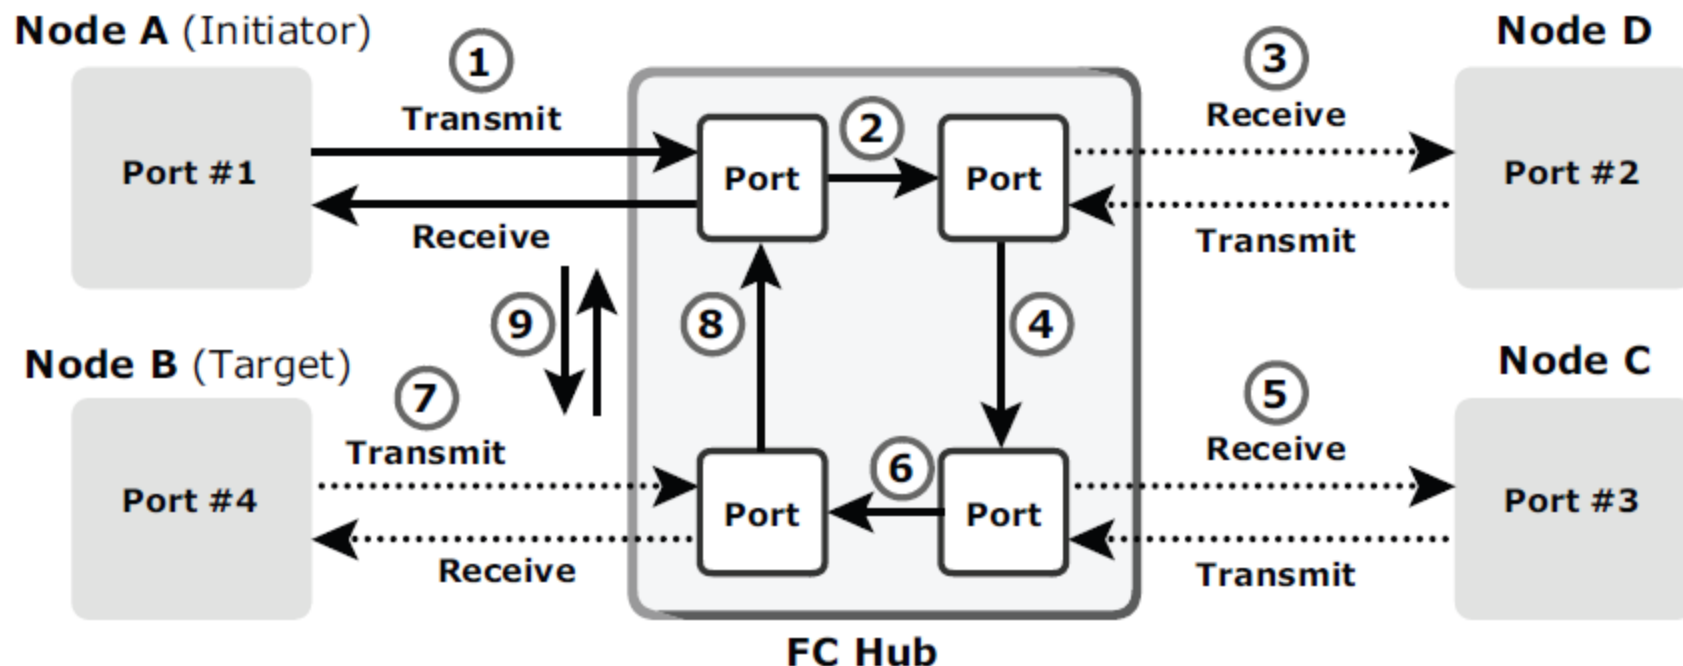 Node A (Initiator)
1
Transmit
Port #1
Receive
Port
2
Port
3
Receive
Node D
Port #2
Transmit
9
8
4
Node B (Target)
7
Transmit
Port #4
Receive
Port
6
Port
5
Receive
Node C
Port #3
Transmit
FC Hub